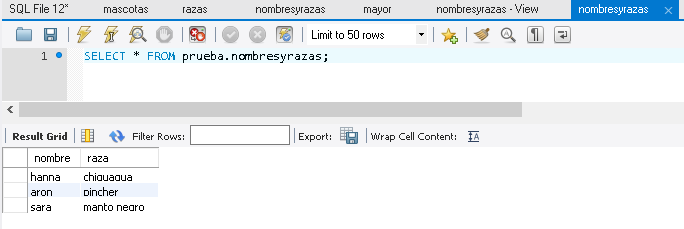 SQL File 12* mascotas razas nombresyrazas mayor nombresyrazas - View nombresyrazas
Limit to 50 rows
1 SELECT * FROM prueba.nombresyrazas;
Result Grid Filter Rows: Export: Wrap Cell Content: IA
nombre raza
hanna chiguagua
aron pincher
sara manto negro